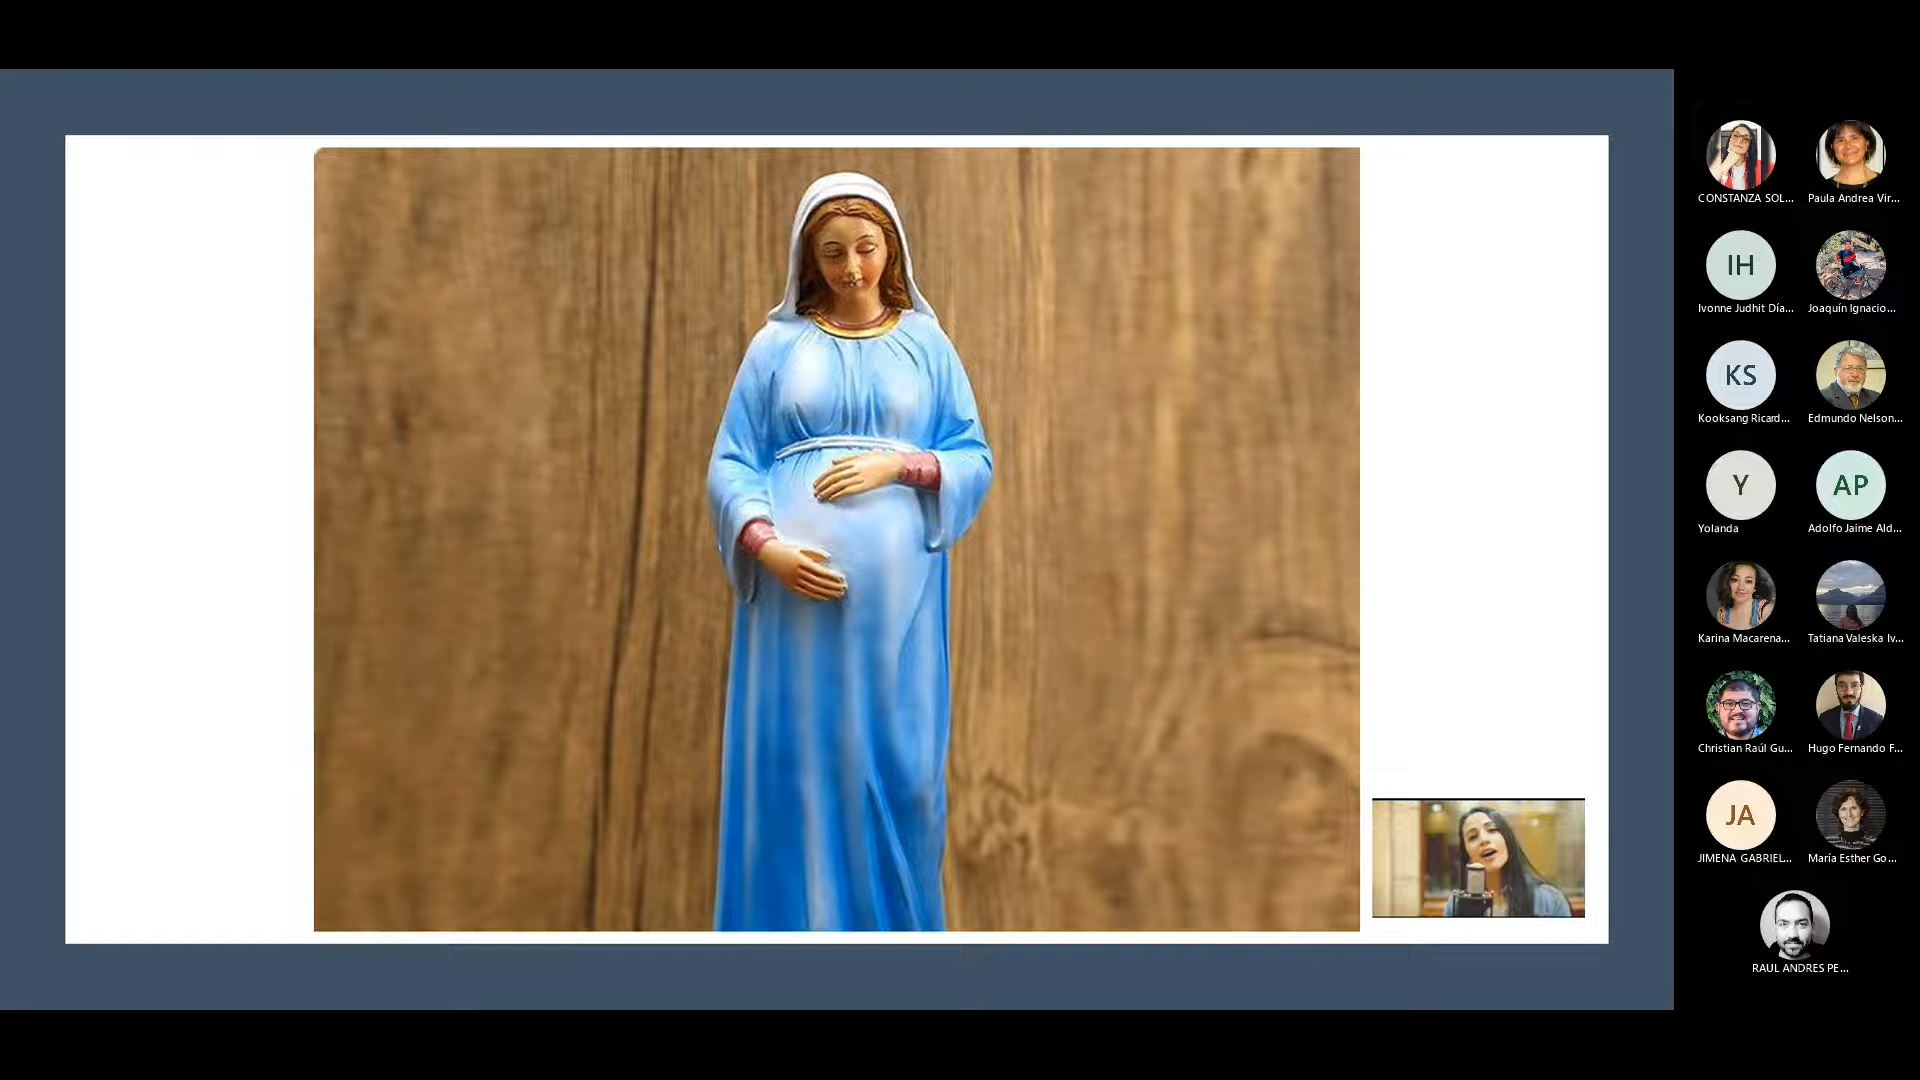 CONSTANZA SOL...
Paula Andrea Vir...
IH
Ivonne Judhit Día...
Joaquín Ignacio...
KS
Kooksang Ricard...
Edmundo Nelson...
Y
Yolanda
AP
Adolfo Jaime Ald...
Karina Macarena...
Tatiana Valeska Iv...
Christian Raúl Gu...
Hugo Fernando F...
JA
JIMENA GABRIEL...
María Esther Go...
RAUL ANDRES PE...